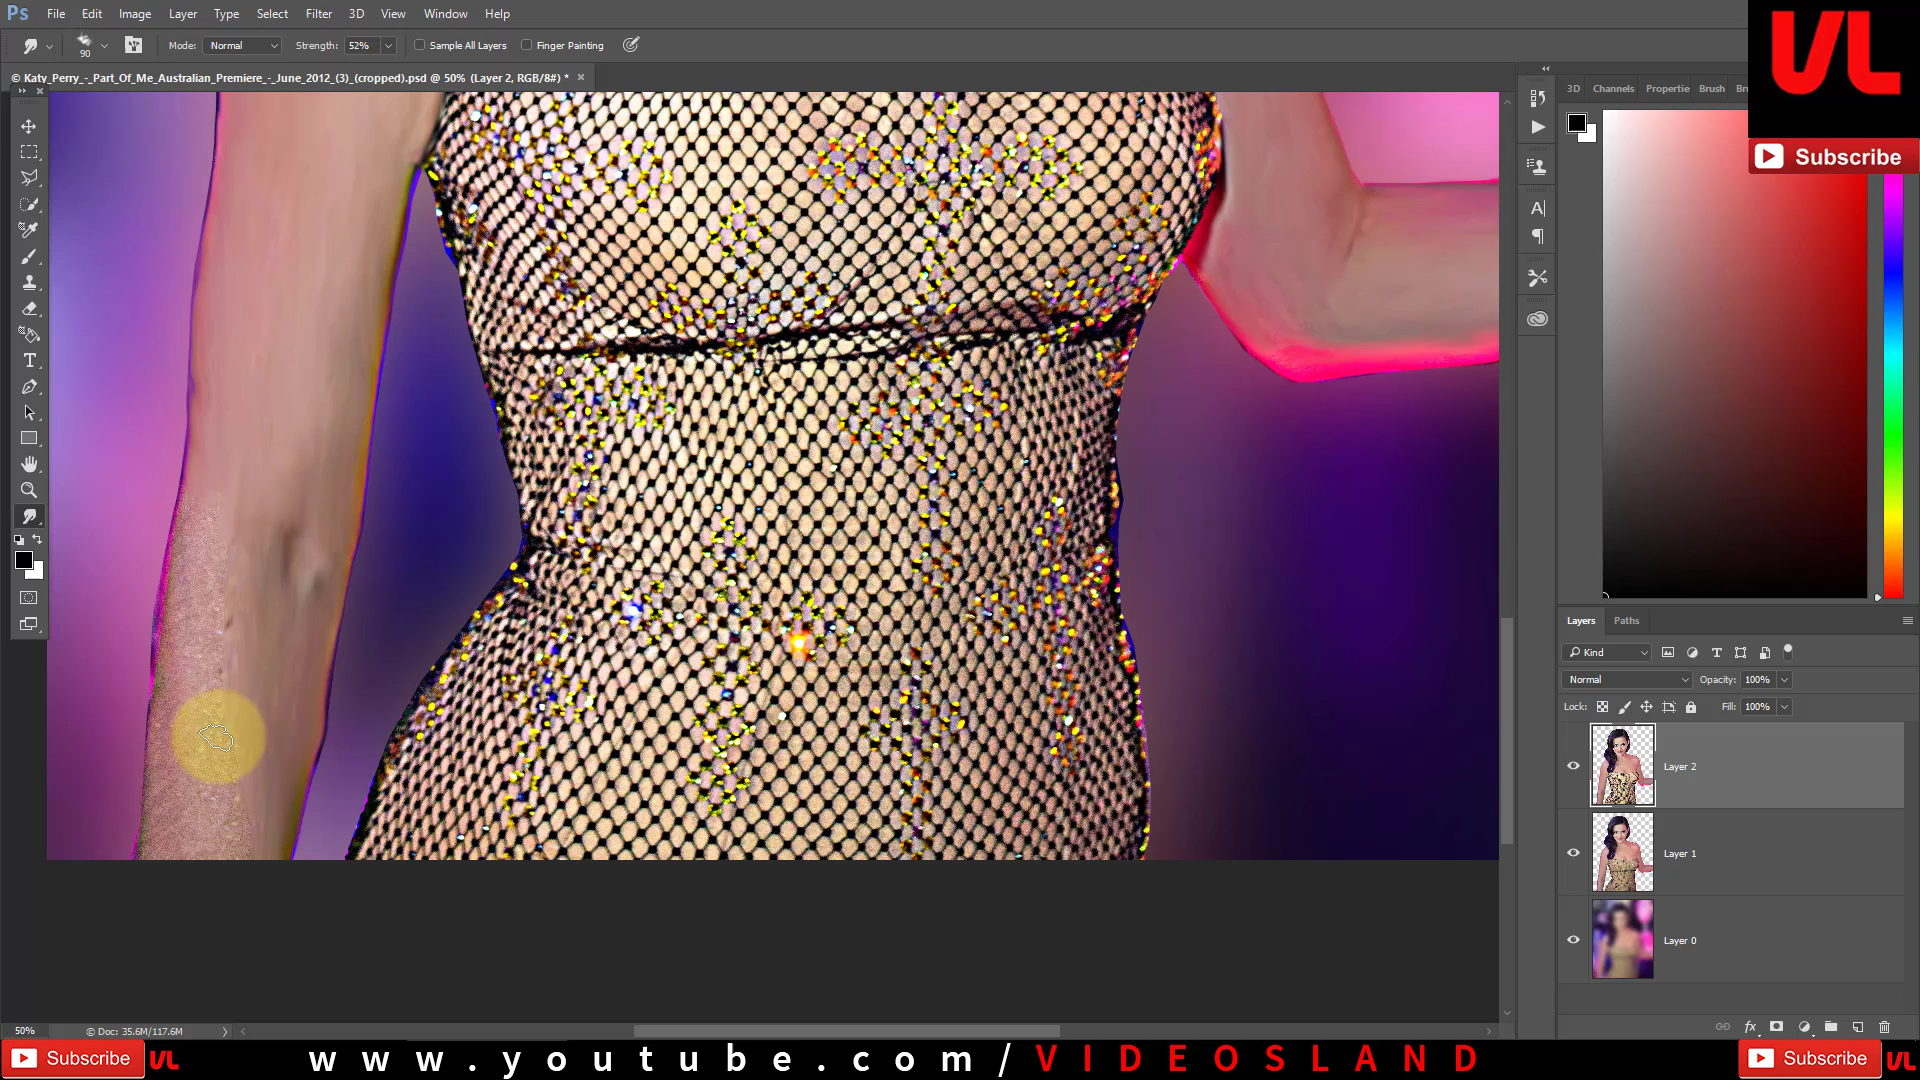 Ps File Edit Image Layer Type Select Filter 3D View Window Help
90 Mode: Normal Strength: 52% Sample All Layers Finger Painting
© Katy_Perry_-_Part_Of_Me_Australian_Premiere_-_June_2012_(3)_(cropped).psd @ 50% (Layer 2, RGB/8#) * ×
3D Channels Propertie Brush Bru
VL
Subscribe
Layers Paths
Kind
Normal Opacity: 100%
Lock: Fill: 100%
Layer 2
Layer 1
Layer 0
fx
50% © Doc: 35.6M/117.6M
Subscribe VL www.youtube.com/VIDEOSLAND Subscribe VL